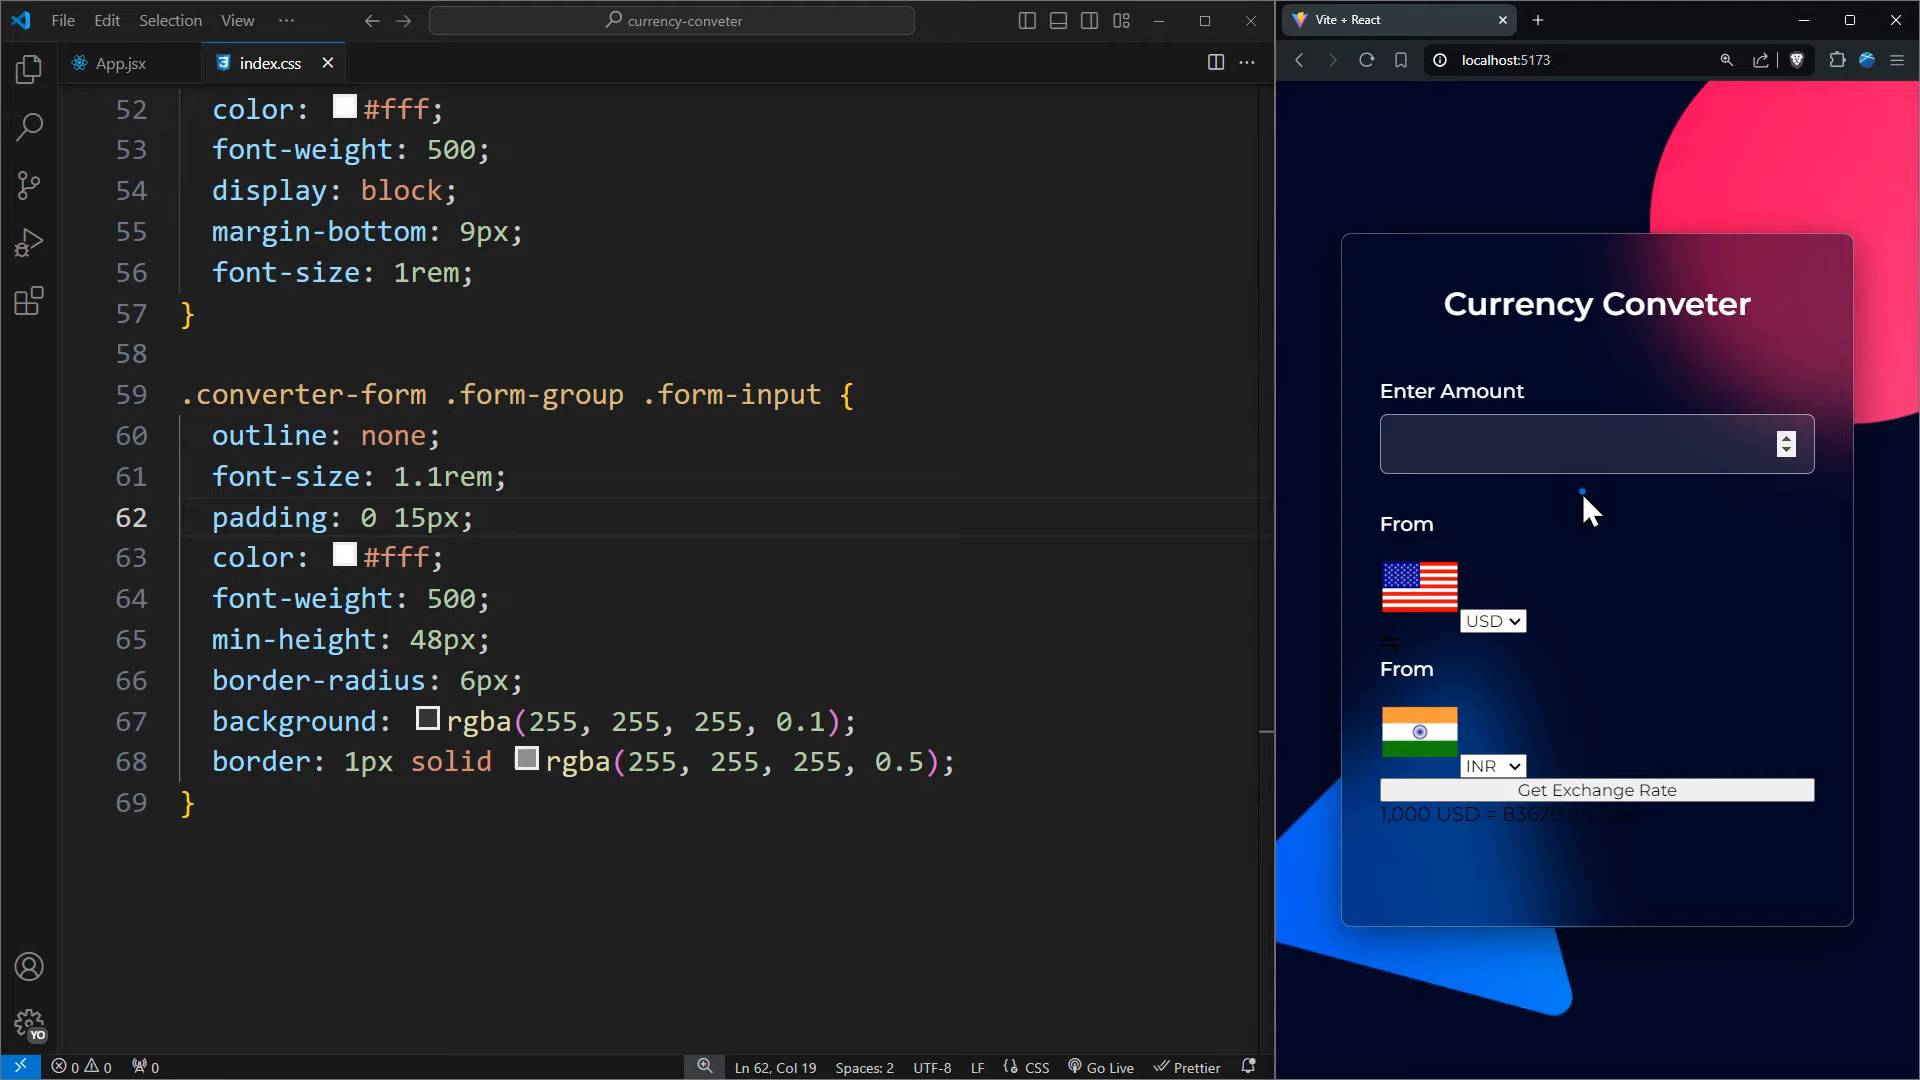 File Edit Selection View ··· currency-conveter
App.jsx index.css
52 color: #fff;
53 font-weight: 500;
54 display: block;
55 margin-bottom: 9px;
56 font-size: 1rem;
57 }
58
59 .converter-form .form-group .form-input {
60 outline: none;
61 font-size: 1.1rem;
62 padding: 0 15px;
63 color: #fff;
64 font-weight: 500;
65 min-height: 48px;
66 border-radius: 6px;
67 background: rgba(255, 255, 255, 0.1);
68 border: 1px solid rgba(255, 255, 255, 0.5);
69 }
YO
0 0 0 Ln 62, Col 19 Spaces: 2 UTF-8 LF CSS Go Live Prettier
Vite + React
localhost:5173
Currency Conveter
Enter Amount
From
USD
From
INR
Get Exchange Rate
1,000 USD =